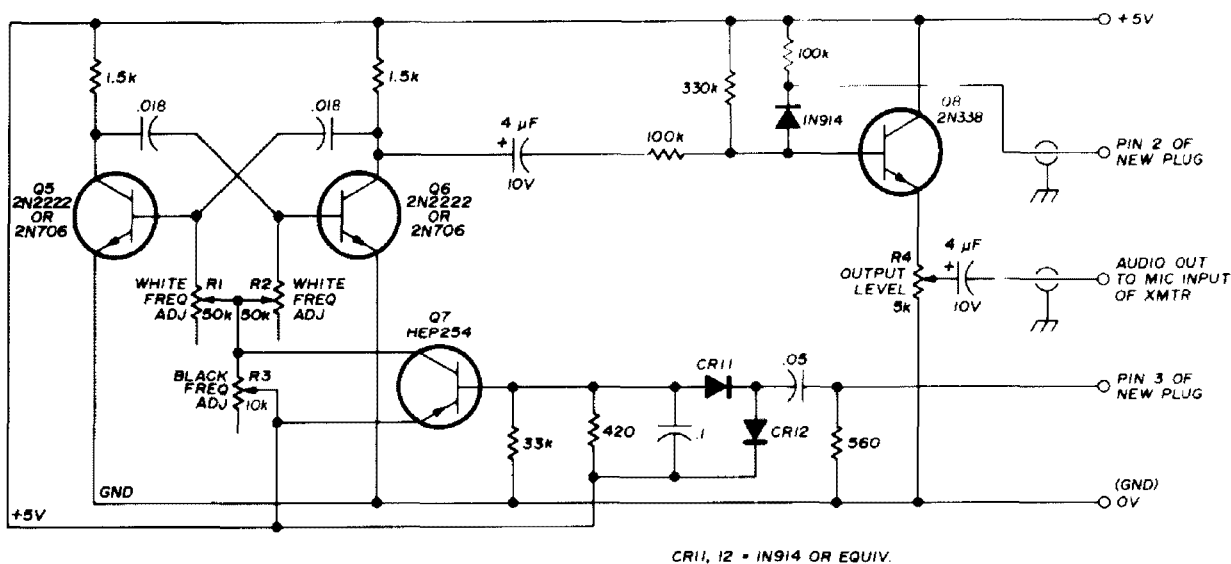 +5V
1.5k
1.5k
100k
330k
.018
.018
4 µF
+
10V
100k
IN914
Q8
2N338
PIN 2 OF
NEW PLUG
Q5
2N2222
OR
2N706
Q6
2N2222
OR
2N706
R4
OUTPUT
LEVEL
5k
4 µF
+
10V
AUDIO OUT
TO MIC INPUT
OF XMTR
WHITE
FREQ
ADJ
R1
50k
R2
50k
WHITE
FREQ
ADJ
Q7
HEP254
BLACK
FREQ
ADJ
R3
10k
CR11
.05
PIN 3 OF
NEW PLUG
33k
420
.1
CR12
560
GND
(GND)
0V
+5V
CR11, 12 = IN914 OR EQUIV.